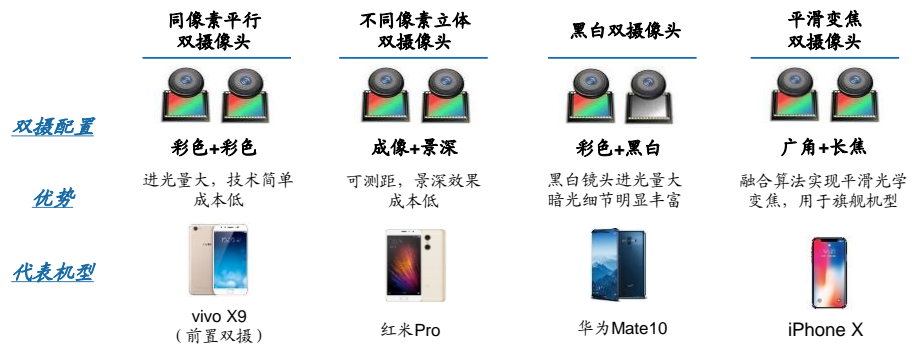 同像素平行
双摄像头
不同像素立体
双摄像头
黑白双摄像头
平滑变焦
双摄像头
双摄配置
彩色+彩色
成像+景深
彩色+黑白
广角+长焦
优势
进光量大，技术简单
成本低
可测距，景深效果
成本低
黑白镜头进光量大
暗光细节明显丰富
融合算法实现平滑光学
变焦，用于旗舰机型
代表机型
vivo X9
（前置双摄）
红米Pro
华为Mate10
iPhone X